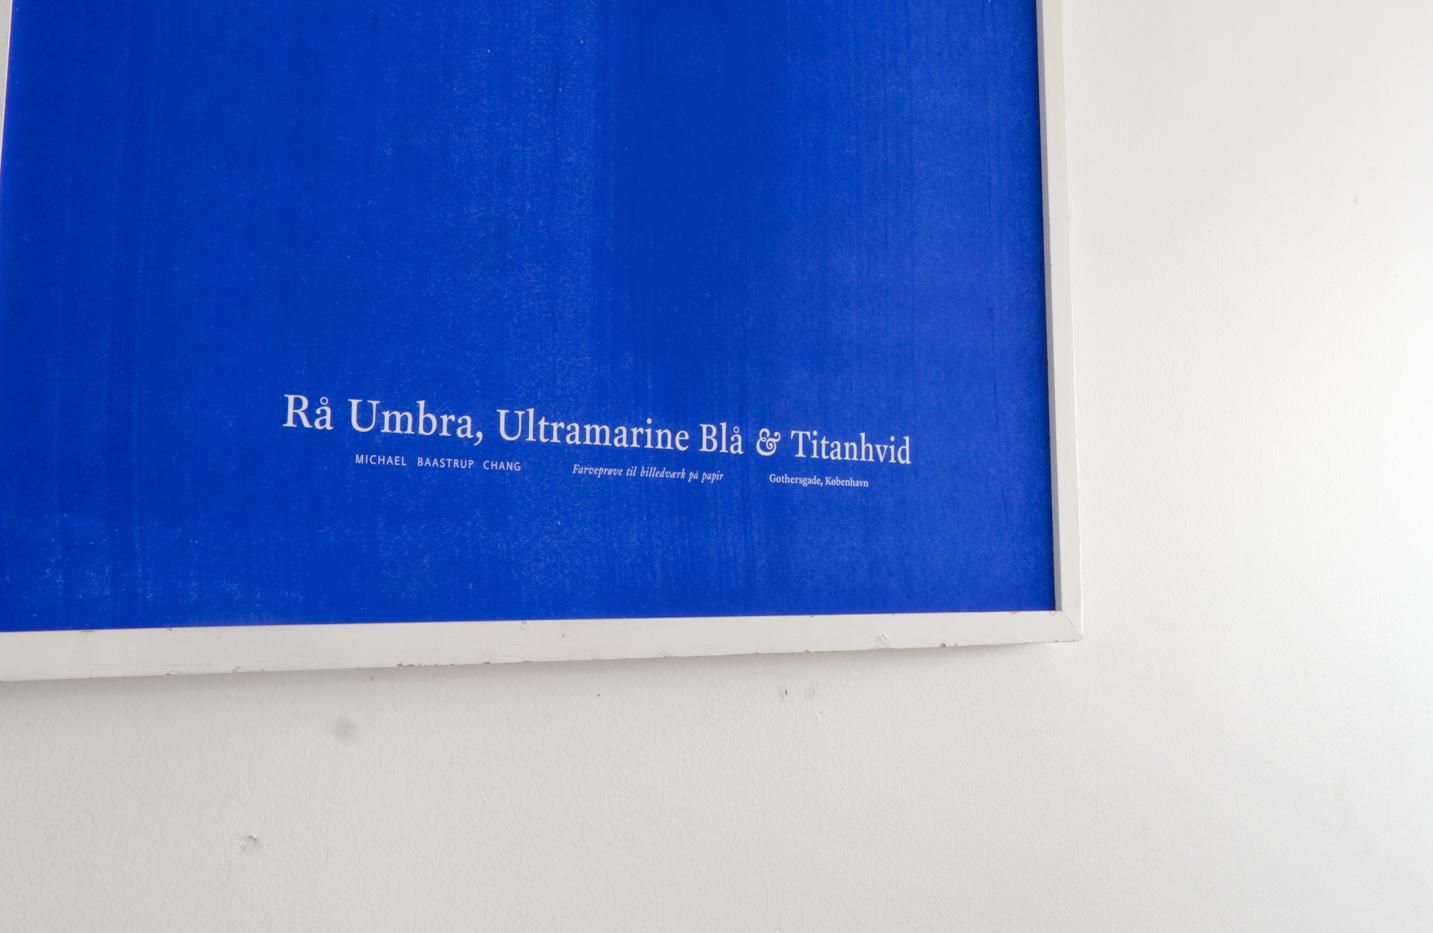 Rå Umbra, Ultramarine Blå & Titanhvid
MICHAEL BAASTRUP CHANG Farveprøve til billedværk på papir Gothersgade, København